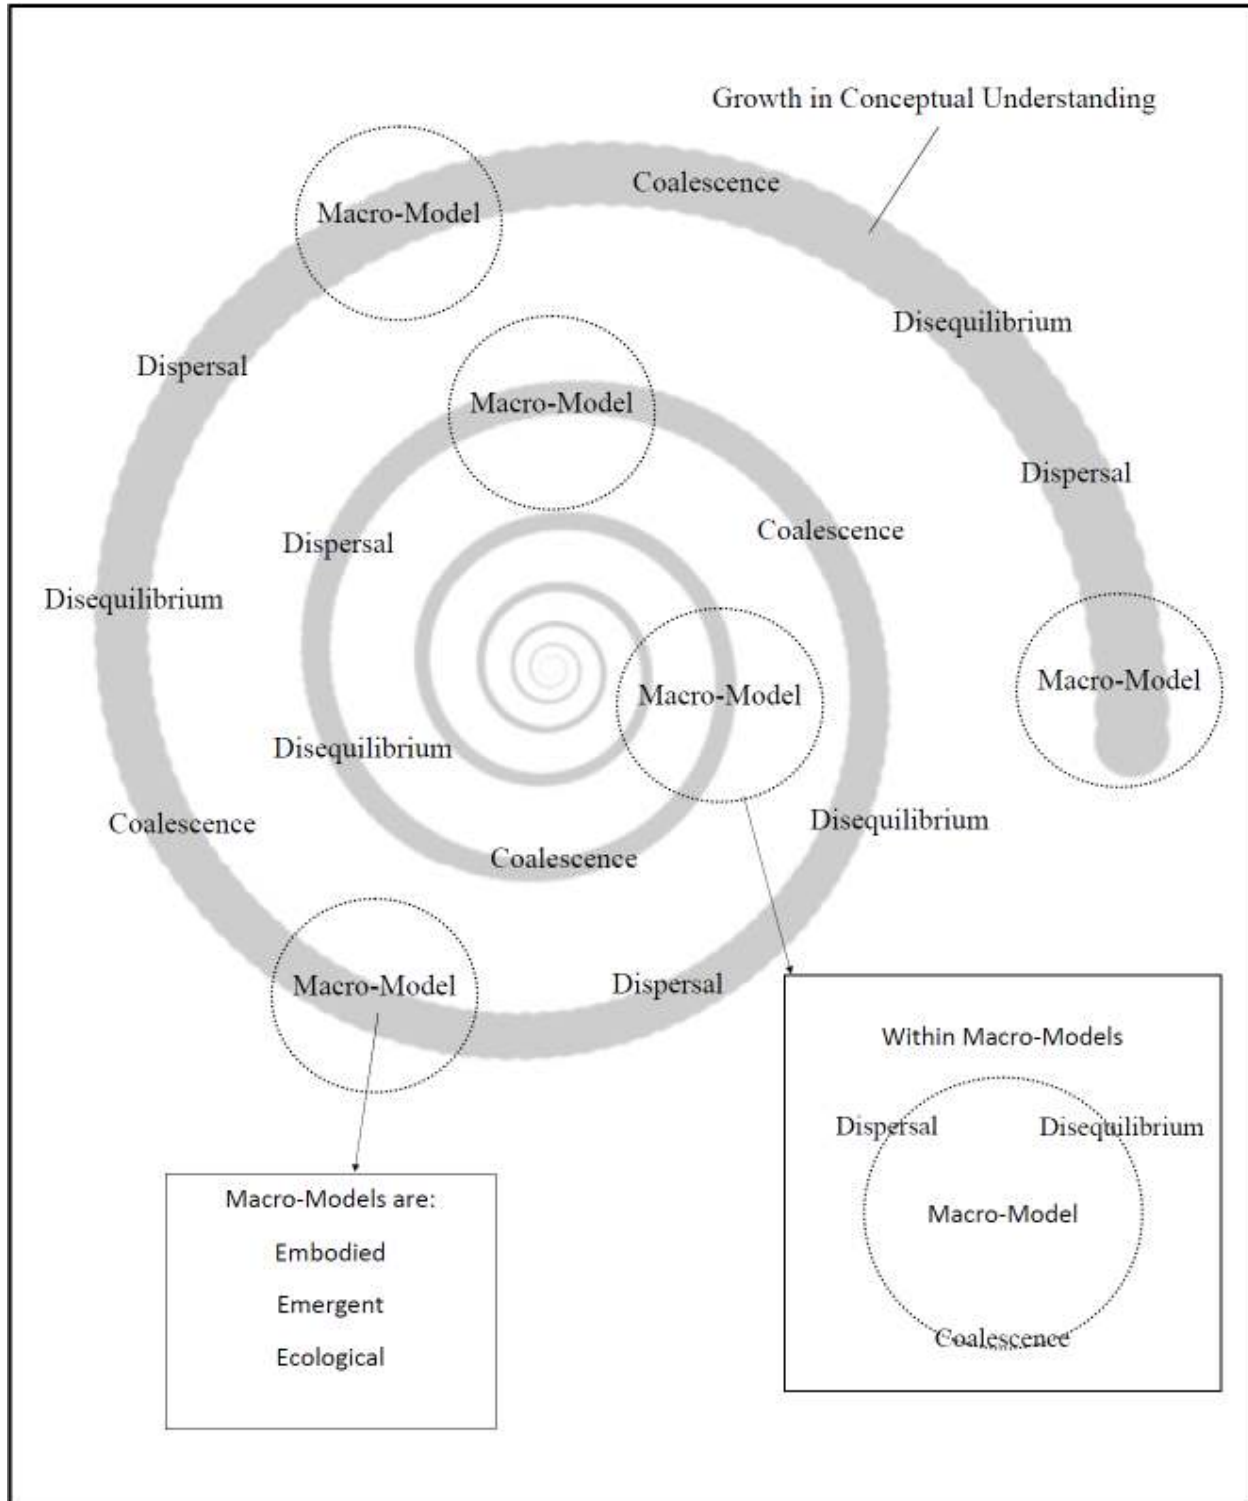 Growth in Conceptual Understanding
Coalescence
Macro-Model
Disequilibrium
Dispersal
Macro-Model
Dispersal
Coalescence
Dispersal
Disequilibrium
Macro-Model
Macro-Model
Disequilibrium
Coalescence
Disequilibrium
Coalescence
Macro-Model
Dispersal
Within Macro-Models
Dispersal
Disequilibrium
Macro-Model
Coalescence
Macro-Models are:
Embodied
Emergent
Ecological